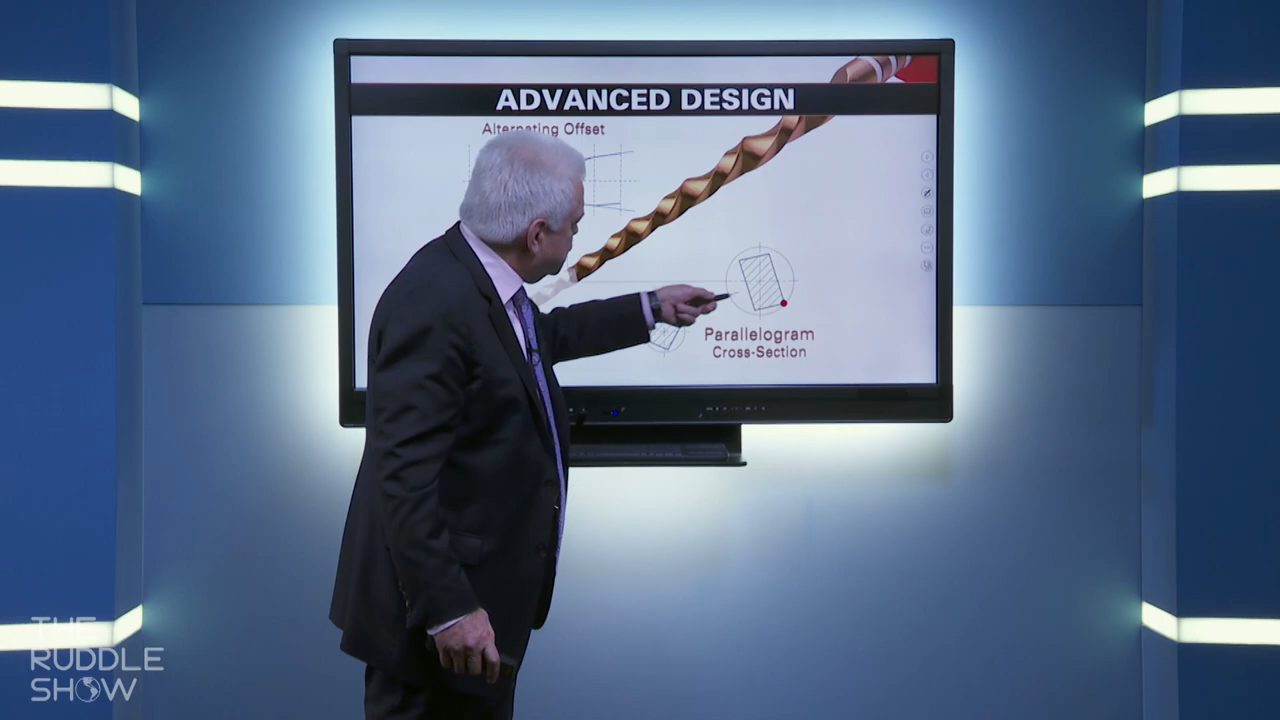 ADVANCED DESIGN
Alternating Offset
Parallelogram
Cross-Section
THE
RUDDLE
SHOW